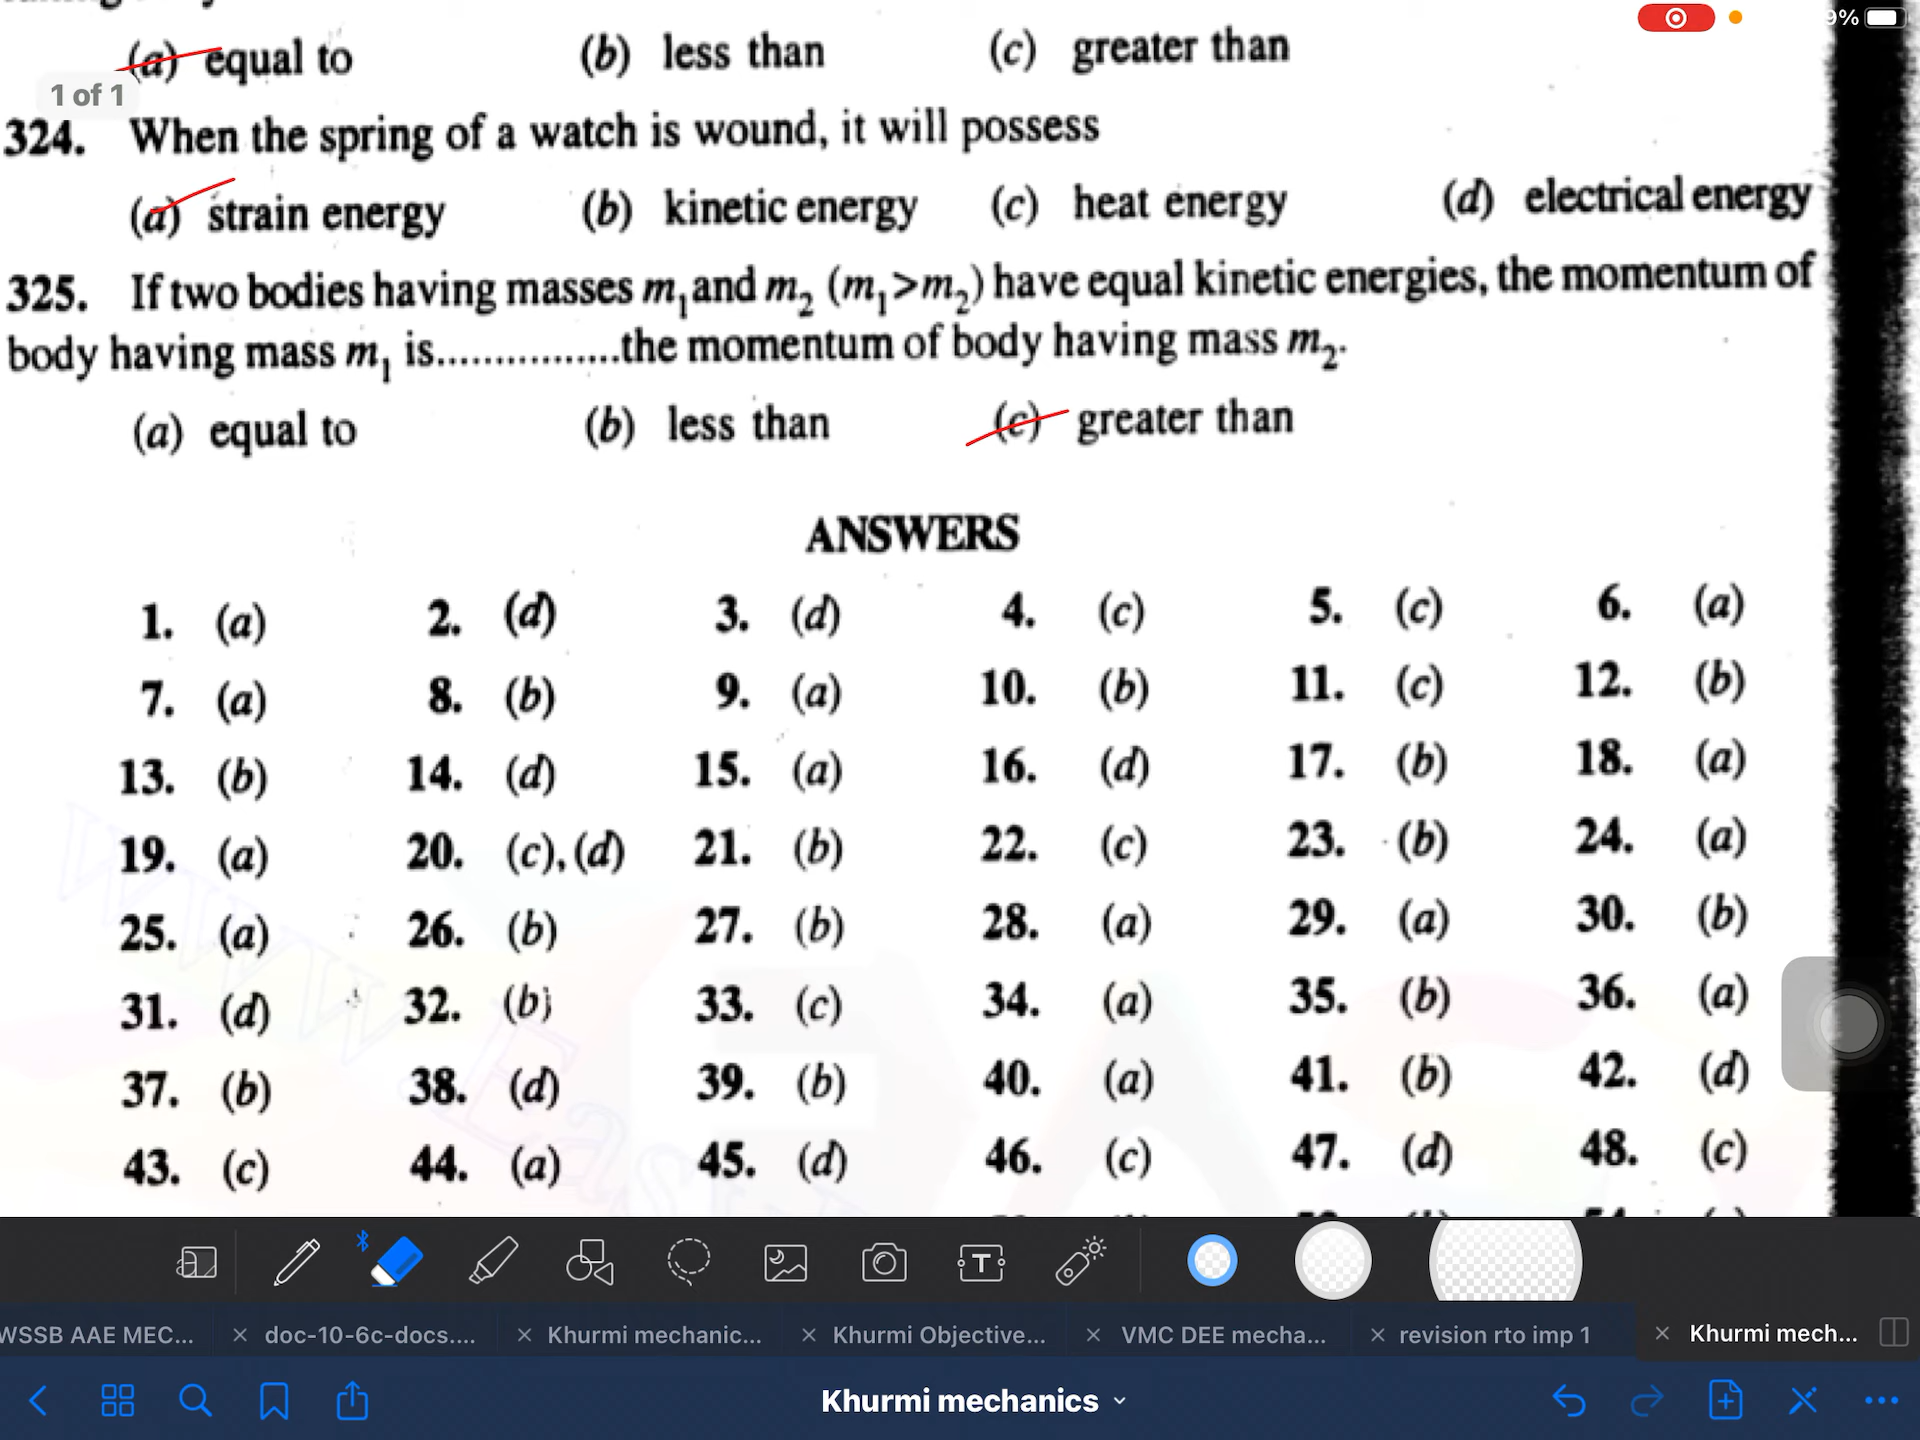 9%
(a) equal to (b) less than (c) greater than
1 of 1
324. When the spring of a watch is wound, it will possess
(a) strain energy (b) kinetic energy (c) heat energy (d) electrical energy
325. If two bodies having masses m₁ and m₂ (m₁>m₂) have equal kinetic energies, the momentum of
body having mass m₁ is................the momentum of body having mass m₂.
(a) equal to (b) less than (c) greater than
ANSWERS
1. (a) 2. (d) 3. (d) 4. (c) 5. (c) 6. (a)
7. (a) 8. (b) 9. (a) 10. (b) 11. (c) 12. (b)
13. (b) 14. (d) 15. (a) 16. (d) 17. (b) 18. (a)
19. (a) 20. (c), (d) 21. (b) 22. (c) 23. (b) 24. (a)
25. (a) 26. (b) 27. (b) 28. (a) 29. (a) 30. (b)
31. (d) 32. (b) 33. (c) 34. (a) 35. (b) 36. (a)
37. (b) 38. (d) 39. (b) 40. (a) 41. (b) 42. (d)
43. (c) 44. (a) 45. (d) 46. (c) 47. (d) 48. (c)
WSSB AAE MEC... doc-10-6c-docs.... Khurmi mechanic... Khurmi Objective... VMC DEE mecha... revision rto imp 1 Khurmi mech...
Khurmi mechanics